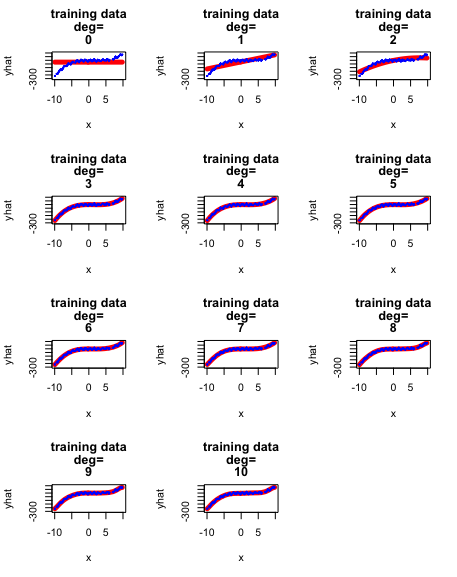 training data
deg=
0
yhat
-300
-10 0 5
x
training data
deg=
1
yhat
-300
-10 0 5
x
training data
deg=
2
yhat
-300
-10 0 5
x
training data
deg=
3
yhat
-300
-10 0 5
x
training data
deg=
4
yhat
-300
-10 0 5
x
training data
deg=
5
yhat
-300
-10 0 5
x
training data
deg=
6
yhat
-300
-10 0 5
x
training data
deg=
7
yhat
-300
-10 0 5
x
training data
deg=
8
yhat
-300
-10 0 5
x
training data
deg=
9
yhat
-300
-10 0 5
x
training data
deg=
10
yhat
-300
-10 0 5
x